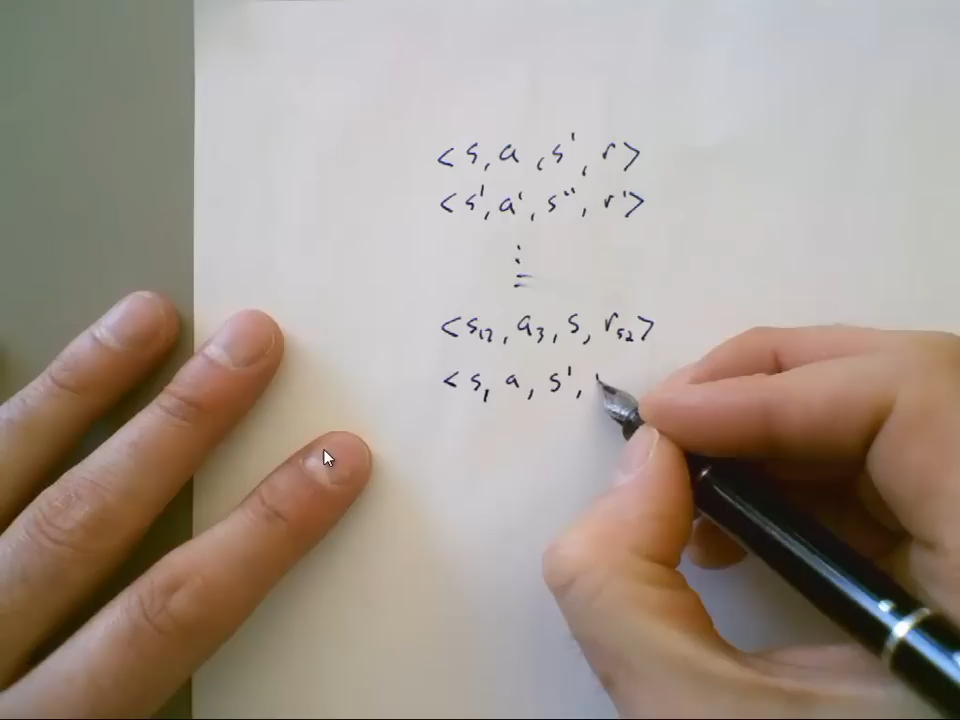 <s, a, s', r>
<s', a', s'', r'>
⋮
=
<s₁₇, a₃, s, r₅₂>
<s, a, s',